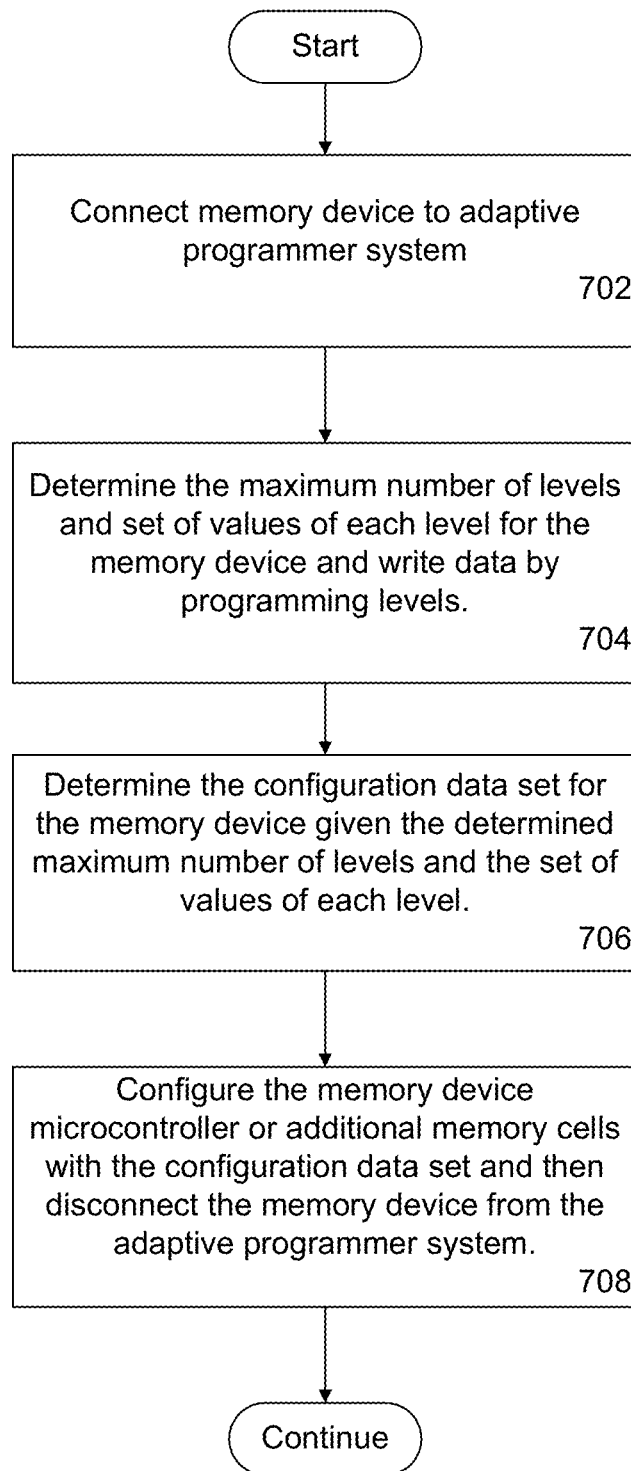 Start
Connect memory device to adaptive
programmer system
702
Determine the maximum number of levels
and set of values of each level for the
memory device and write data by
programming levels.
704
Determine the configuration data set for
the memory device given the determined
maximum number of levels and the set of
values of each level.
706
Configure the memory device
microcontroller or additional memory cells
with the configuration data set and then
disconnect the memory device from the
adaptive programmer system.
708
Continue